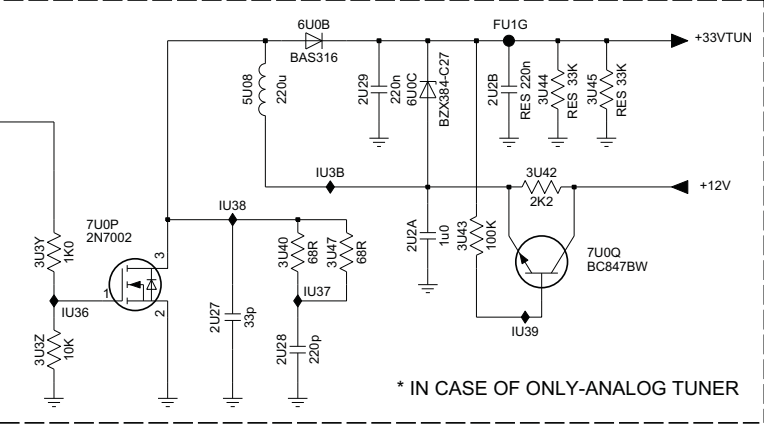 6U0B
BAS316
FU1G
+33VTUN
5U08
220u
2U29
220n
6U0C
BZX384-C27
2U2B
RES 220n
3U44
RES 33K
3U45
RES 33K
IU3B
3U42
2K2
+12V
7U0P
2N7002
IU38
3U3Y
1K0
3
1
2
IU36
3U3Z
10K
3U40
68R
3U47
68R
IU37
2U27
33p
2U28
220p
2U2A
1u0
3U43
100K
7U0Q
BC847BW
IU39
* IN CASE OF ONLY-ANALOG TUNER